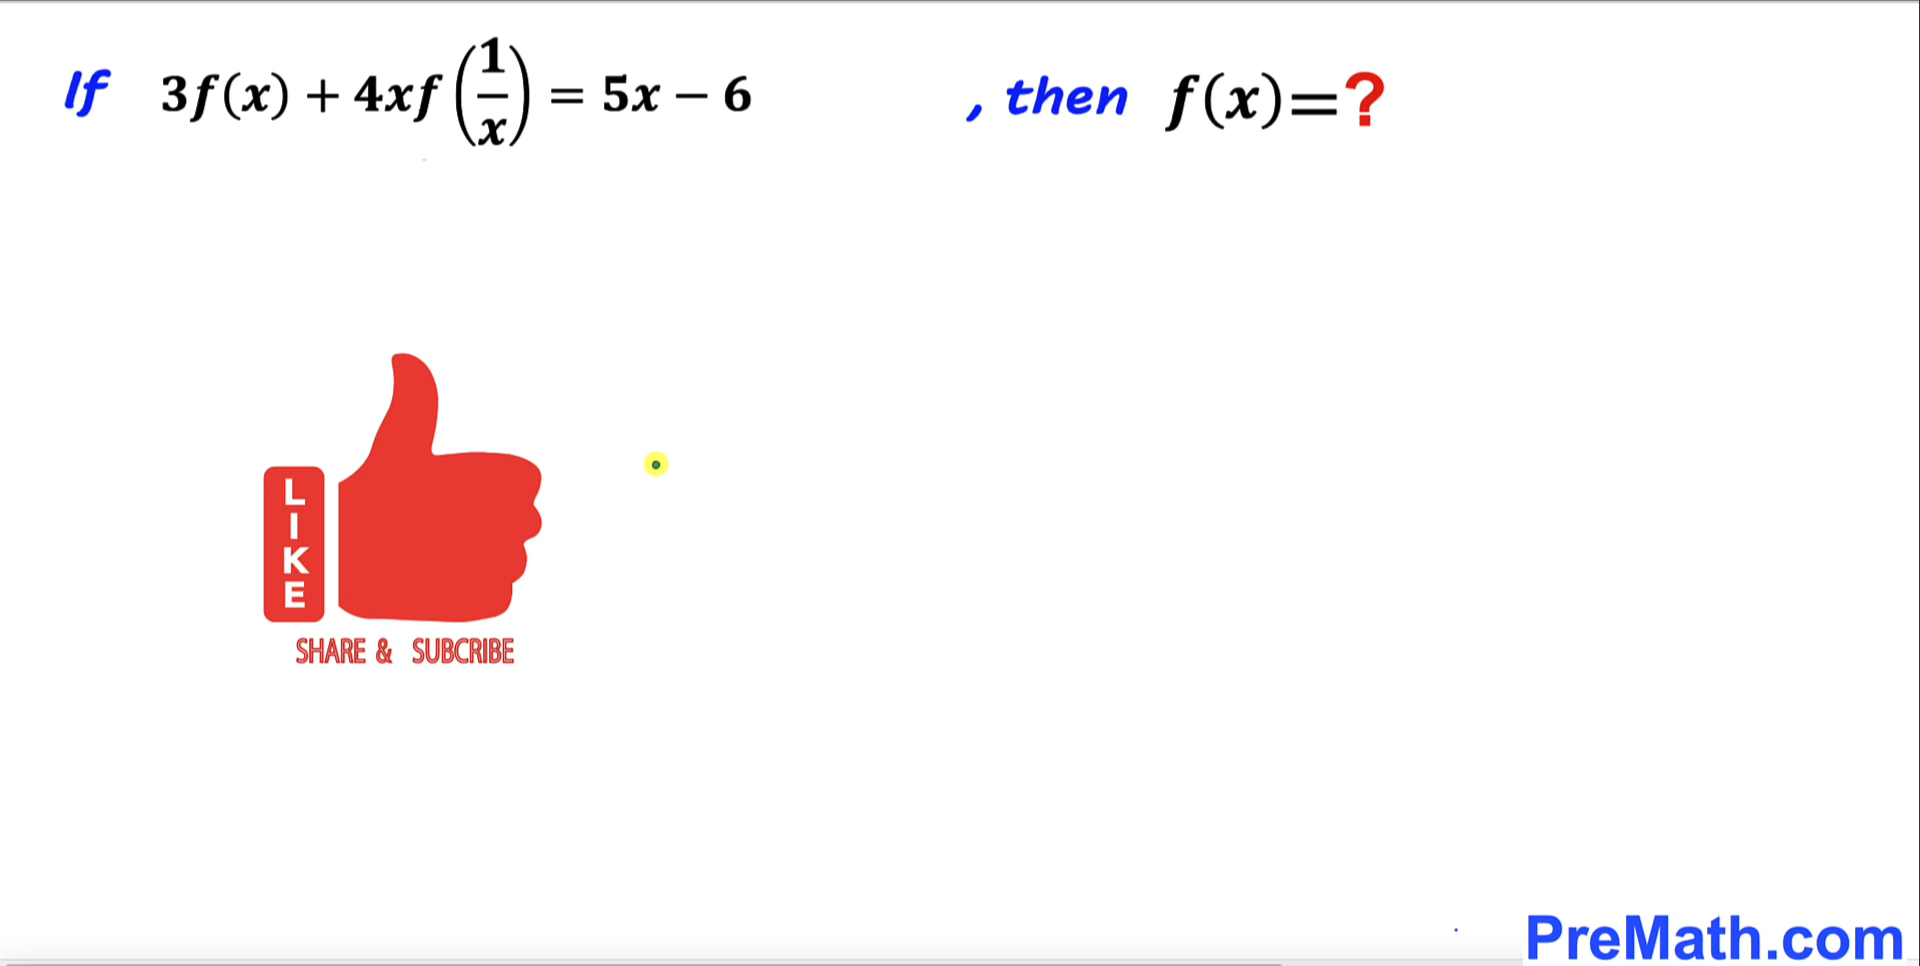 If 3f(x) + 4xf(1/x) = 5x − 6 , then f(x)=?
L
I
K
E
SHARE & SUBCRIBE
PreMath.com